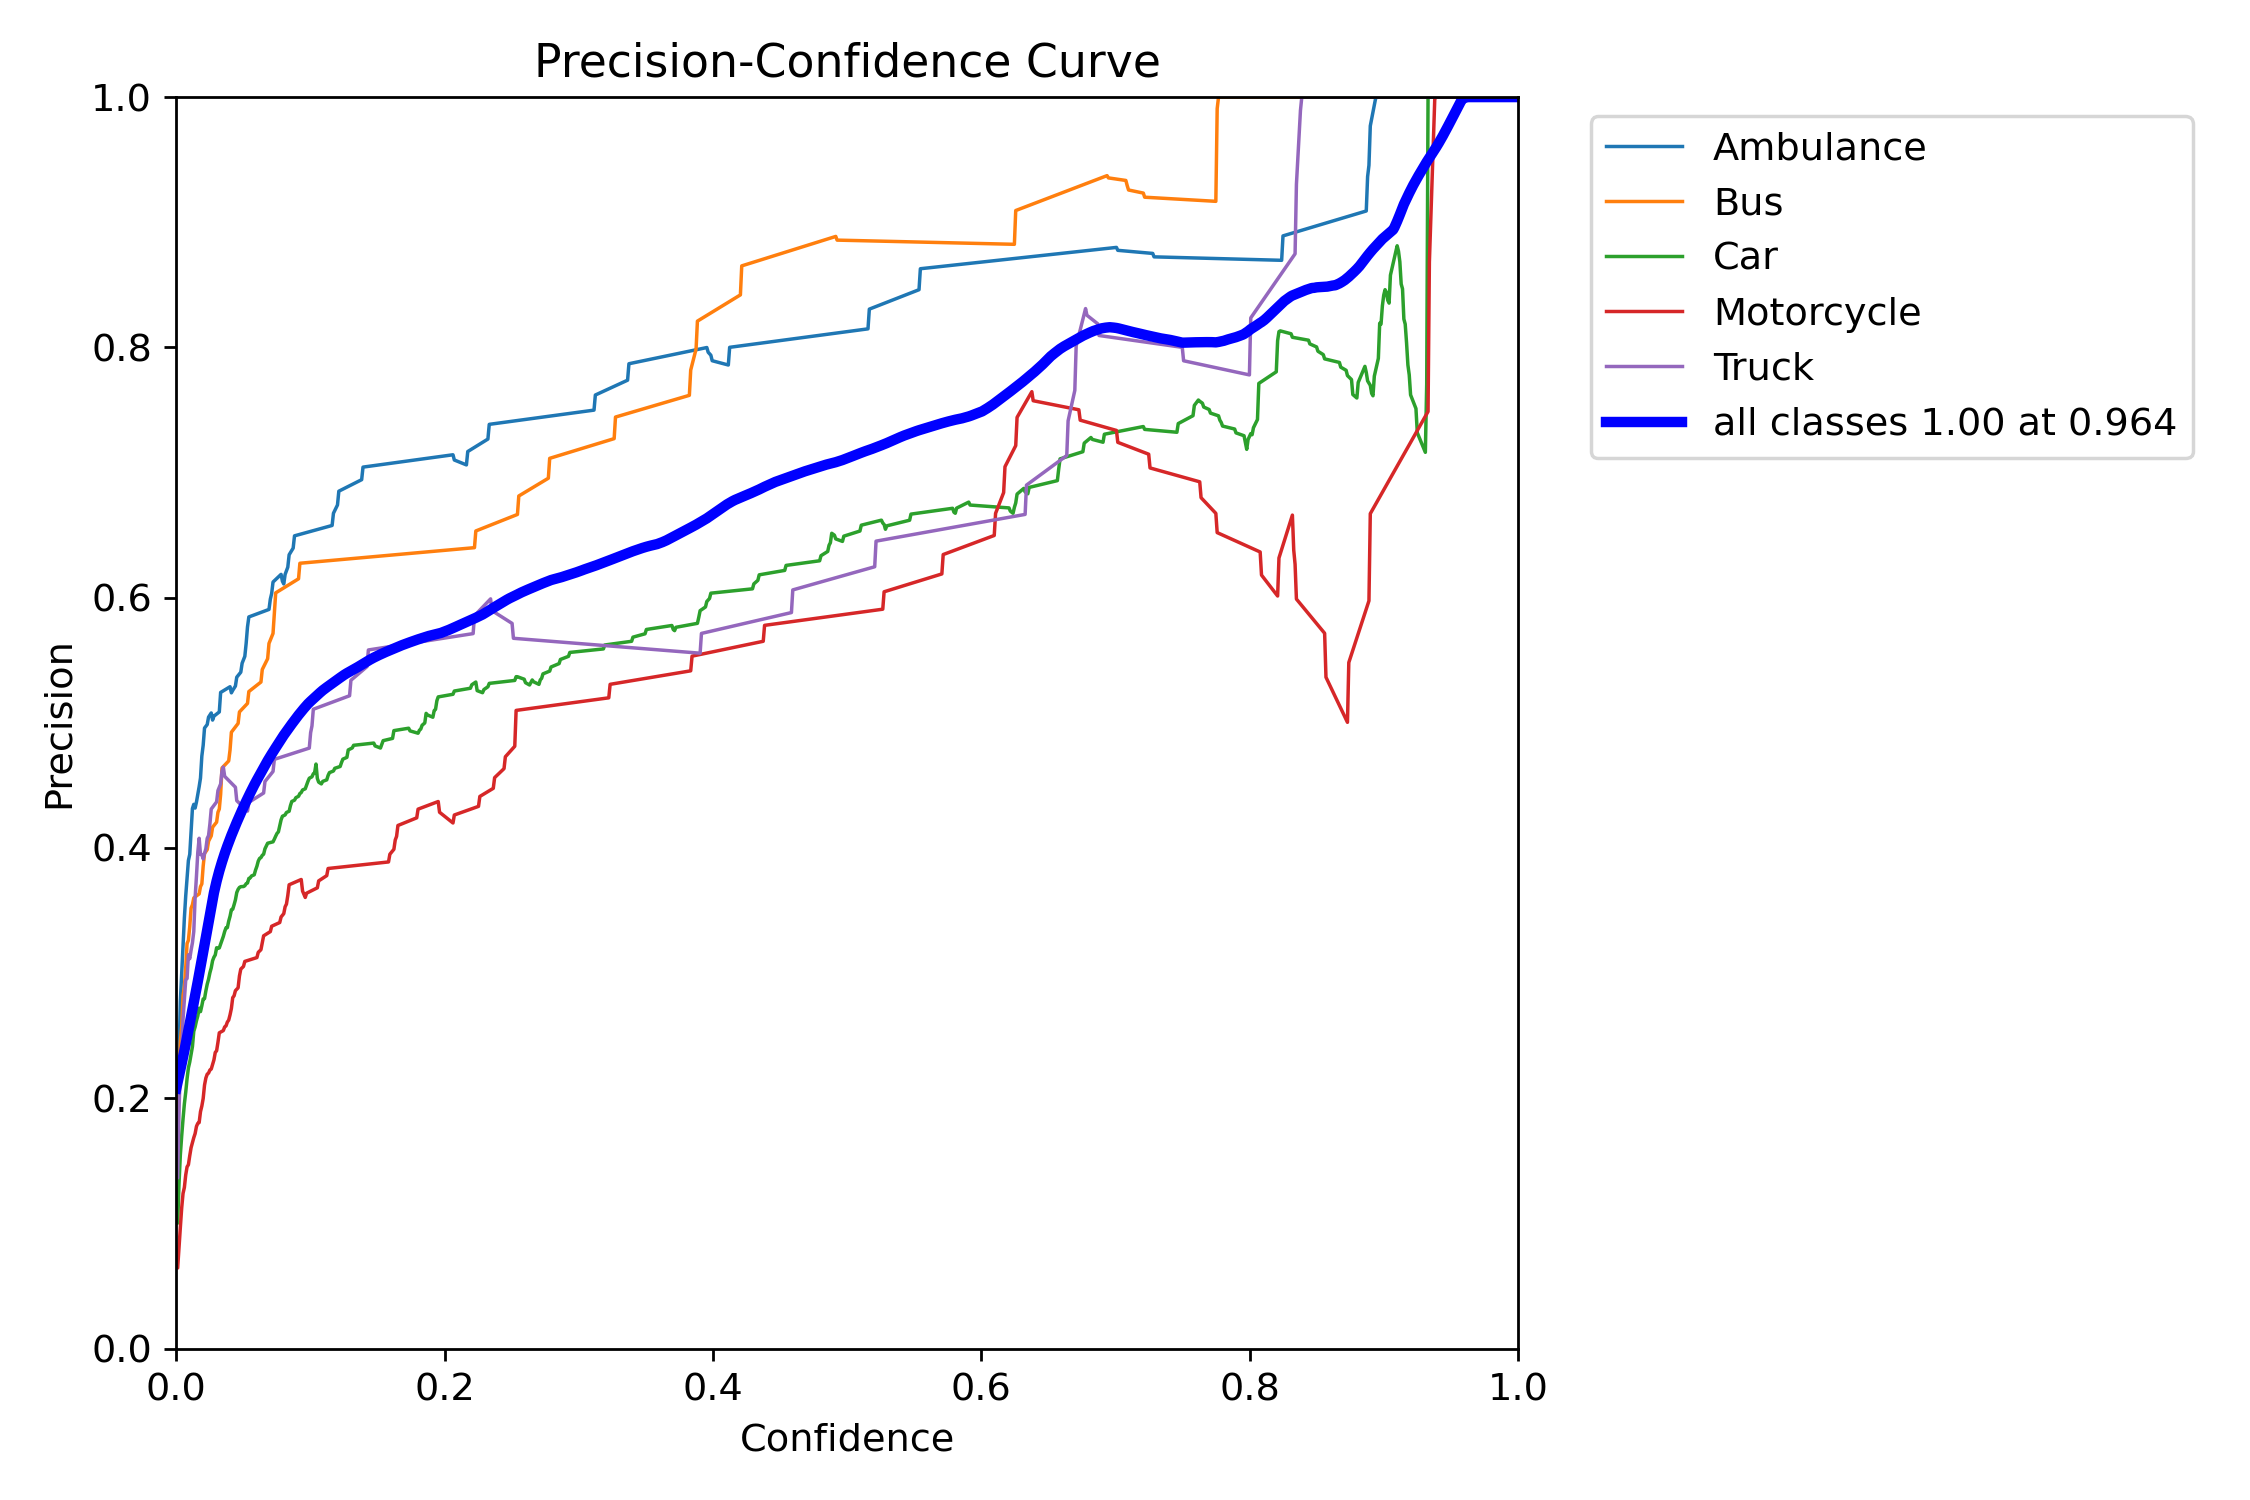 Precision-Confidence Curve
1.0
0.8
0.6
0.4
0.2
0.0
Precision
0.0 0.2 0.4 0.6 0.8 1.0
Confidence
Ambulance
Bus
Car
Motorcycle
Truck
all classes 1.00 at 0.964